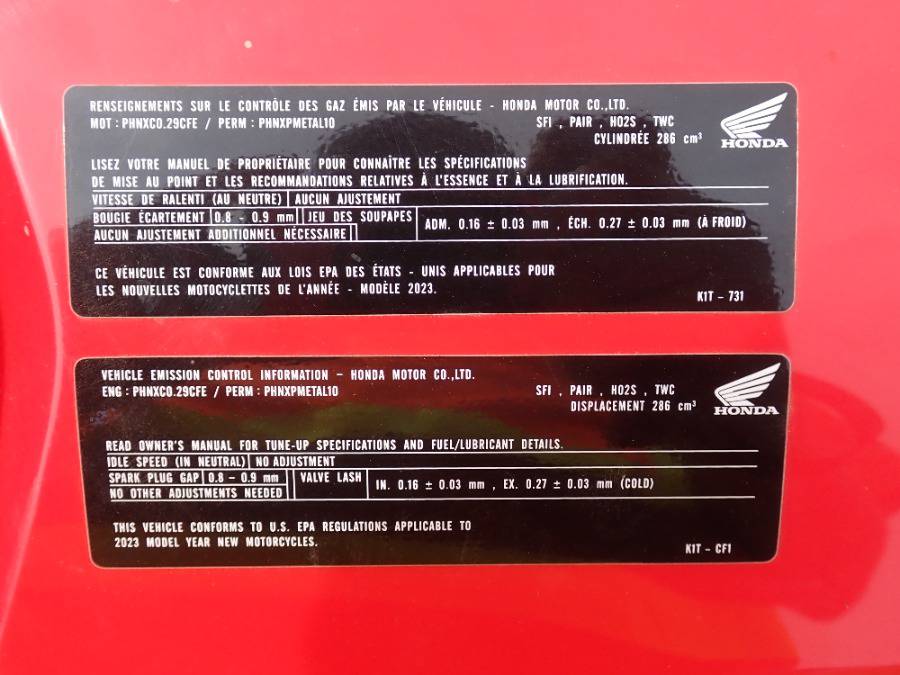 RENSEIGNEMENTS SUR LE CONTRÔLE DES GAZ ÉMIS PAR LE VÉHICULE - HONDA MOTOR CO.,LTD.
MOT : PHNXC0.29CFE / PERM : PHNXPMETAL10 SFI , PAIR , HO2S , TWC
CYLINDRÉE 286 cm³
HONDA
LISEZ VOTRE MANUEL DE PROPRIÉTAIRE POUR CONNAÎTRE LES SPÉCIFICATIONS
DE MISE AU POINT ET LES RECOMMANDATIONS RELATIVES À L'ESSENCE ET À LA LUBRIFICATION.
VITESSE DE RALENTI (AU NEUTRE) AUCUN AJUSTEMENT
BOUGIE ÉCARTEMENT 0.8 - 0.9 mm JEU DES SOUPAPES ADM. 0.16 ± 0.03 mm , ÉCH. 0.27 ± 0.03 mm (À FROID)
AUCUN AJUSTEMENT ADDITIONNEL NÉCESSAIRE
CE VÉHICULE EST CONFORME AUX LOIS EPA DES ÉTATS - UNIS APPLICABLES POUR
LES NOUVELLES MOTOCYCLETTES DE L'ANNÉE - MODÈLE 2023.
K1T - 731
VEHICLE EMISSION CONTROL INFORMATION - HONDA MOTOR CO.,LTD.
ENG : PHNXC0.29CFE / PERM : PHNXPMETAL10 SFI , PAIR , HO2S , TWC
DISPLACEMENT 286 cm³
HONDA
READ OWNER'S MANUAL FOR TUNE-UP SPECIFICATIONS AND FUEL/LUBRICANT DETAILS.
IDLE SPEED (IN NEUTRAL) NO ADJUSTMENT
SPARK PLUG GAP 0.8 - 0.9 mm VALVE LASH IN. 0.16 ± 0.03 mm , EX. 0.27 ± 0.03 mm (COLD)
NO OTHER ADJUSTMENTS NEEDED
THIS VEHICLE CONFORMS TO U.S. EPA REGULATIONS APPLICABLE TO
2023 MODEL YEAR NEW MOTORCYCLES.
K1T - CF1